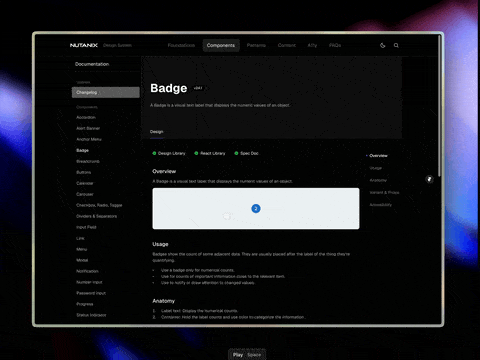 NUTANIX Design System
Foundations Components Patterns Content A11y FAQs
Documentation
Changelog
Components
Accordion
Alert Banner
Anchor Menu
Badge
Breadcrumb
Buttons
Calendar
Carousel
Checkbox, Radio, Toggle
Dividers & Separators
Input Field
Link
Menu
Modal
Notification
Number Input
Password Input
Progress
Status Indicator
Badge
A Badge is a visual text label that displays the numeric values of an object.
Design
Design Library React Library Spec Doc
Overview
A Badge is a visual text label that displays the numeric values of an object.
2
Usage
Badges show the count of some adjacent data. They are usually placed after the label of the thing they're
quantifying.
- Use a badge only for numerical counts.
- Use for counts of important information close to the relevant item.
- Use to notify or draw attention to changed values.
Anatomy
1. Label text: Displays the numerical counts.
2. Container: Hold the label counts and use color to categorize the information.
Overview
Usage
Anatomy
Variant & Props
Accessibility
Play Space